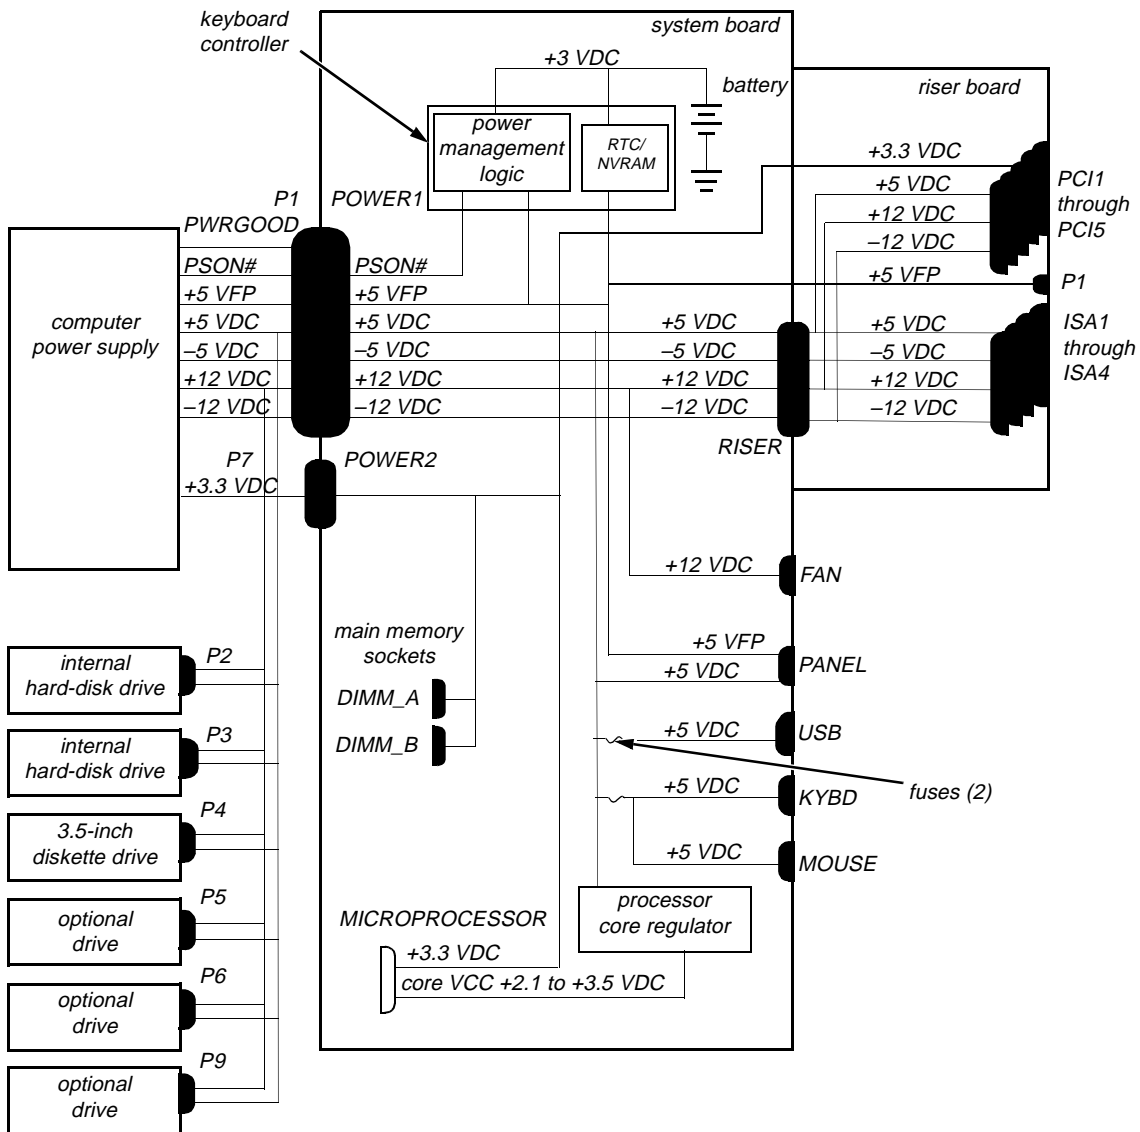 keyboard
controller
system board
+3 VDC
battery
riser board
power
management
logic
RTC/
NVRAM
P1
POWER1
PWRGOOD
PSON#
+5 VFP
+5 VDC
–5 VDC
+12 VDC
–12 VDC
computer
power supply
PSON#
+5 VFP
+5 VDC
–5 VDC
+12 VDC
–12 VDC
+5 VDC
–5 VDC
+12 VDC
–12 VDC
RISER
+3.3 VDC
+5 VDC
+12 VDC
–12 VDC
+5 VFP
+5 VDC
–5 VDC
+12 VDC
–12 VDC
PCI1
through
PCI5
P1
ISA1
through
ISA4
P7
POWER2
+3.3 VDC
+12 VDC
FAN
main memory
sockets
DIMM_A
DIMM_B
+5 VFP
+5 VDC
PANEL
+5 VDC
USB
fuses (2)
+5 VDC
KYBD
+5 VDC
MOUSE
internal
hard-disk drive
P2
internal
hard-disk drive
P3
3.5-inch
diskette drive
P4
optional
drive
P5
optional
drive
P6
optional
drive
P9
MICROPROCESSOR
+3.3 VDC
core VCC +2.1 to +3.5 VDC
processor
core regulator